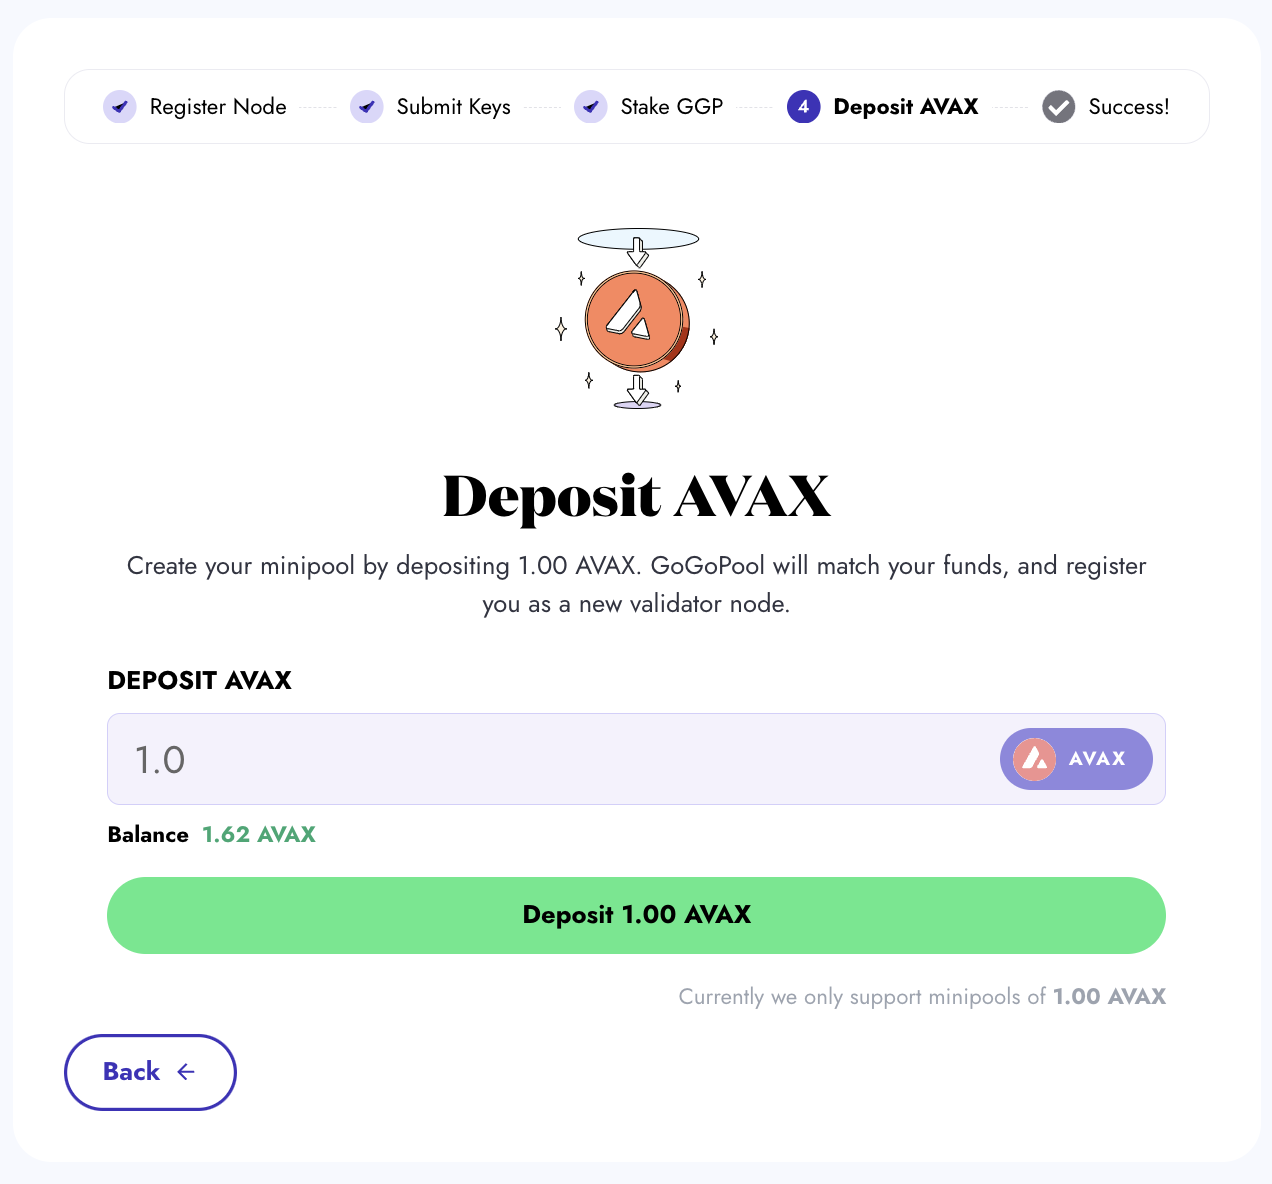 Register Node
Submit Keys
Stake GGP
4 Deposit AVAX
Success!
Deposit AVAX
Create your minipool by depositing 1.00 AVAX. GoGoPool will match your funds, and register
you as a new validator node.
DEPOSIT AVAX
1.0
AVAX
Balance 1.62 AVAX
Deposit 1.00 AVAX
Currently we only support minipools of 1.00 AVAX
Back ←